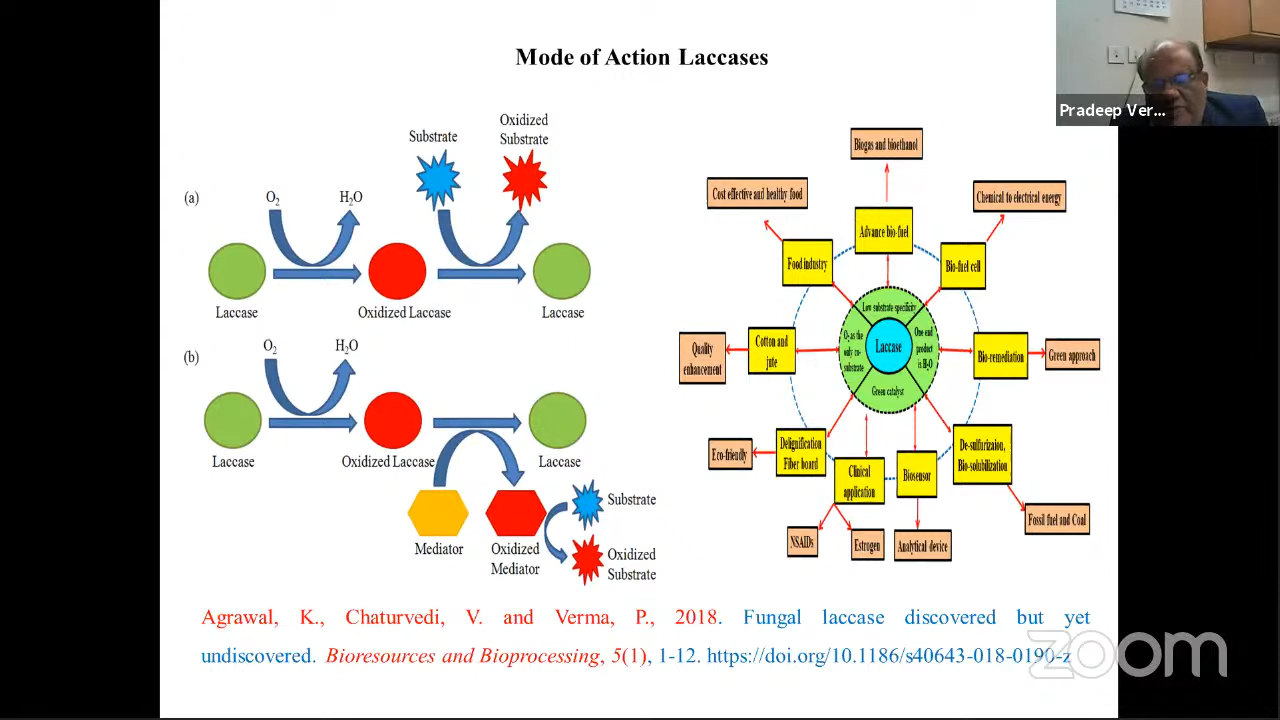 Mode of Action Laccases
Pradeep Ver...
(a)
O2
H2O
Substrate
Oxidized
Substrate
Laccase
Oxidized Laccase
Laccase
(b)
O2
H2O
Laccase
Oxidized Laccase
Laccase
Mediator
Oxidized
Mediator
Substrate
Oxidized
Substrate
Biogas and bioethanol
Cost effective and healthy food
Chemical to electrical energy
Advance bio-fuel
Food industry
Bio-fuel cell
Low substrate specificity
O2 as the
only co-
substrate
Laccase
One end
product
is H2O
Green catalyst
Quality
enhancement
Cotton and
jute
Bio-remediation
Green approach
Eco-friendly
Delignification
Fiber board
Clinical
application
Biosensor
De-sulfurizaion,
Bio-solubilization
Fossil fuel and Coal
NSAIDs
Estrogen
Analytical device
Agrawal, K., Chaturvedi, V. and Verma, P., 2018. Fungal laccase discovered but yet
undiscovered. Bioresources and Bioprocessing, 5(1), 1-12. https://doi.org/10.1186/s40643-018-0190-z
zoom